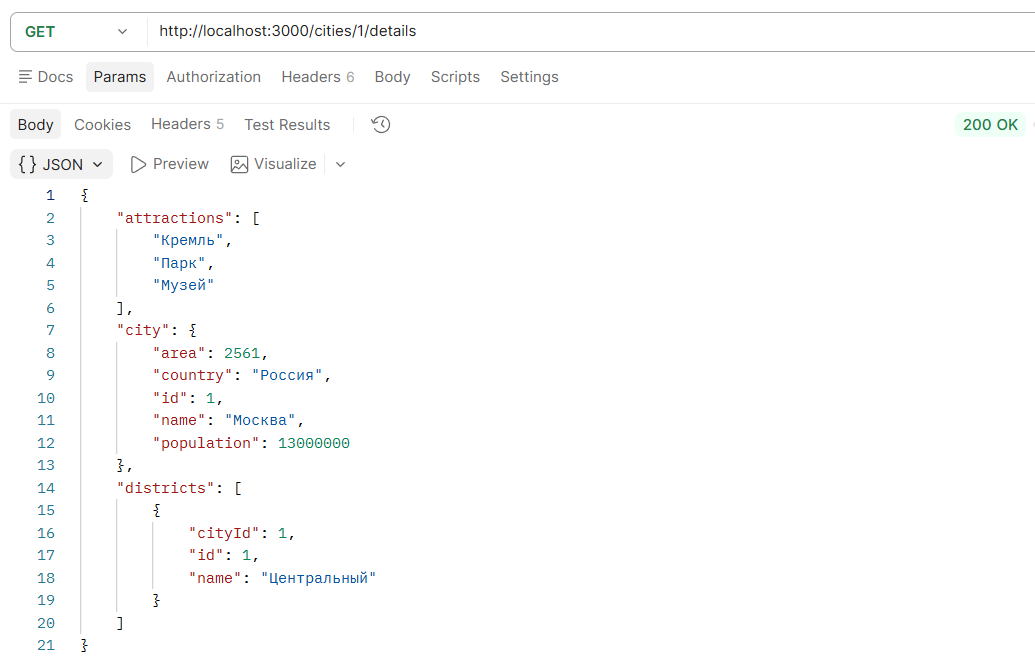 GET http://localhost:3000/cities/1/details
Docs Params Authorization Headers 6 Body Scripts Settings
Body Cookies Headers 5 Test Results 200 OK
{} JSON Preview Visualize
1 {
2 "attractions": [
3 "Кремль",
4 "Парк",
5 "Музей"
6 ],
7 "city": {
8 "area": 2561,
9 "country": "Россия",
10 "id": 1,
11 "name": "Москва",
12 "population": 13000000
13 },
14 "districts": [
15 {
16 "cityId": 1,
17 "id": 1,
18 "name": "Центральный"
19 }
20 ]
21 }